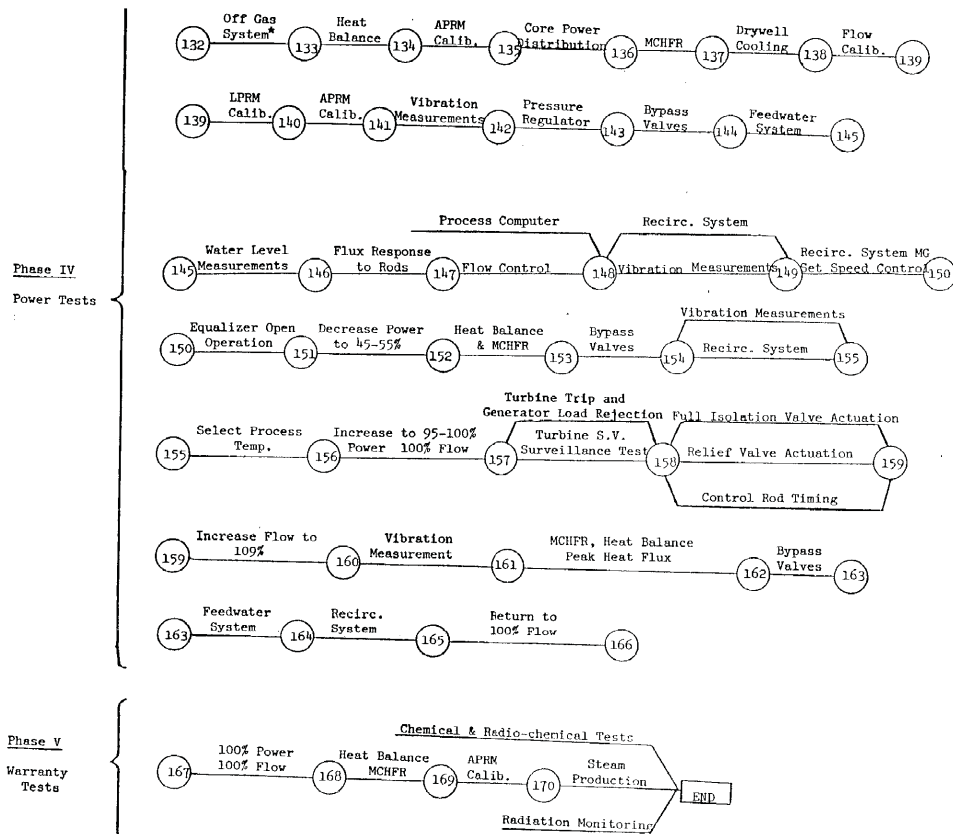 Off Gas System*
Heat Balance
APRM Calib.
Core Power Distribution
MCHFR
Drywell Cooling
Flow Calib.
132 133 134 135 136 137 138 139
LPRM Calib.
APRM Calib.
Vibration Measurements
Pressure Regulator
Bypass Valves
Feedwater System
139 140 141 142 143 144 145
Phase IV
Power Tests
Process Computer
Recirc. System
Water Level Measurements
Flux Response to Rods
Flow Control
Vibration Measurements
Recirc. System MG Set Speed Control
145 146 147 148 149 150
Vibration Measurements
Equalizer Open Operation
Decrease Power to 45-55%
Heat Balance & MCHFR
Bypass Valves
Recirc. System
150 151 152 153 154 155
Turbine Trip and Generator Load Rejection
Full Isolation Valve Actuation
Select Process Temp.
Increase to 95-100% Power 100% Flow
Turbine S.V. Surveillance Test
Relief Valve Actuation
155 156 157 158 159
Control Rod Timing
Increase Flow to 109%
Vibration Measurement
MCHFR, Heat Balance Peak Heat Flux
Bypass Valves
159 160 161 162 163
Feedwater System
Recirc. System
Return to 100% Flow
163 164 165 166
Phase V
Warranty Tests
Chemical & Radio-chemical Tests
100% Power 100% Flow
Heat Balance MCHFR
APRM Calib.
Steam Production
167 168 169 170 END
Radiation Monitoring